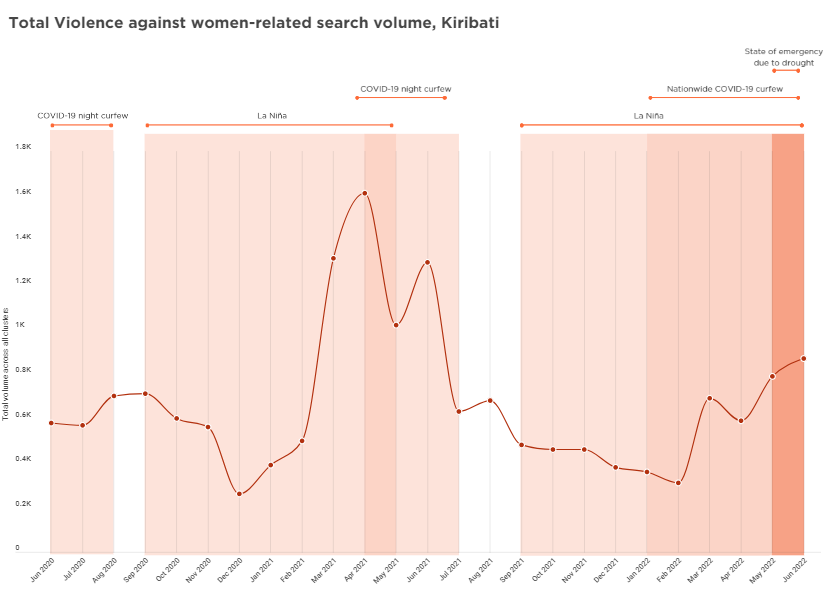 Total Violence against women-related search volume, Kiribati
State of emergency
due to drought
COVID-19 night curfew
Nationwide COVID-19 curfew
COVID-19 night curfew
La Niña
La Niña
1.8K
1.6K
1.4K
1.2K
1K
0.8K
0.6K
0.4K
0.2K
0
Total volume across all clusters
Jun 2020
Jul 2020
Aug 2020
Sep 2020
Oct 2020
Nov 2020
Dec 2020
Jan 2021
Feb 2021
Mar 2021
Apr 2021
May 2021
Jun 2021
Jul 2021
Aug 2021
Sep 2021
Oct 2021
Nov 2021
Dec 2021
Jan 2022
Feb 2022
Mar 2022
Apr 2022
May 2022
Jun 2022